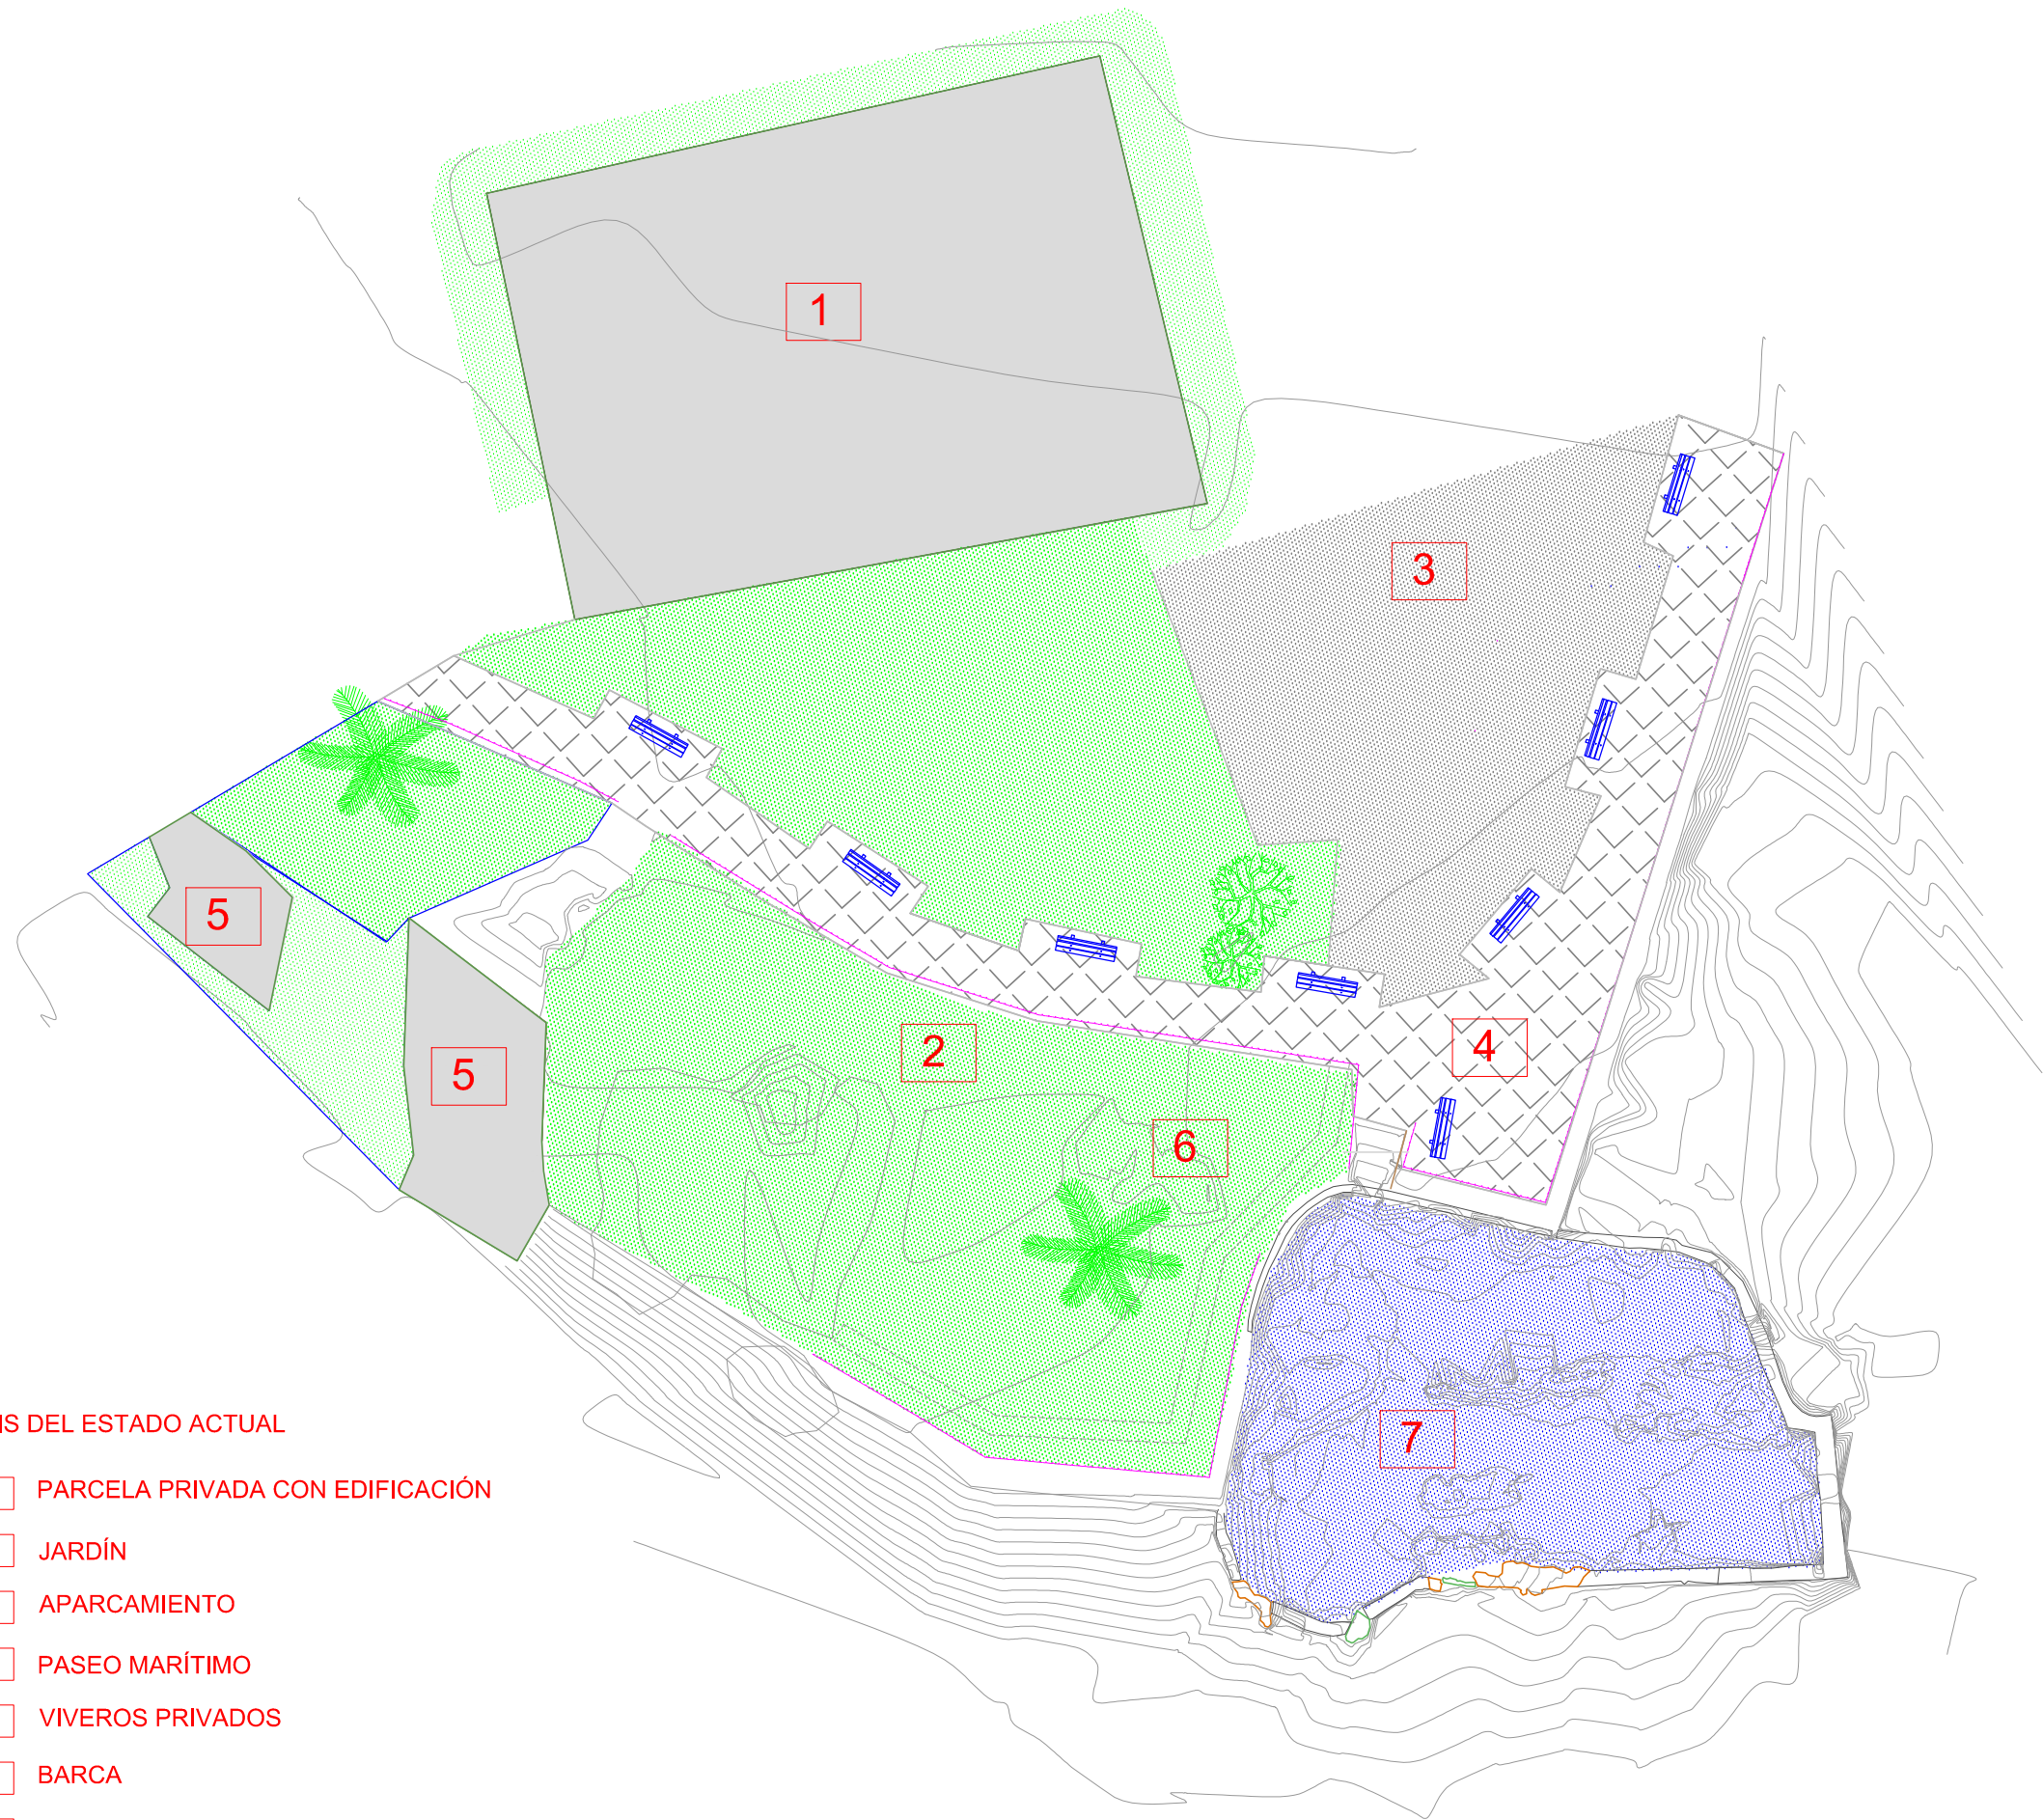 1
3
5
2
4
5
6
7
IS DEL ESTADO ACTUAL
PARCELA PRIVADA CON EDIFICACIÓN
JARDÍN
APARCAMIENTO
PASEO MARÍTIMO
VIVEROS PRIVADOS
BARCA